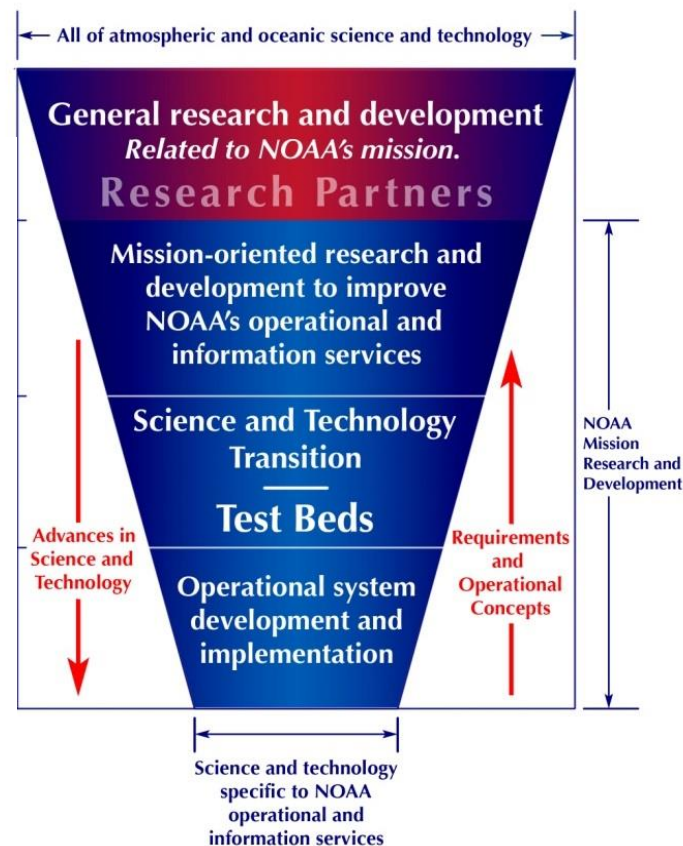 All of atmospheric and oceanic science and technology
General research and development
Related to NOAA's mission.
Research Partners
Mission-oriented research and
development to improve
NOAA's operational and
information services
Science and Technology
Transition
Test Beds
Operational system
development and
implementation
Advances in
Science and
Technology
Requirements
and
Operational
Concepts
NOAA
Mission
Research and
Development
Science and technology
specific to NOAA
operational and
information services